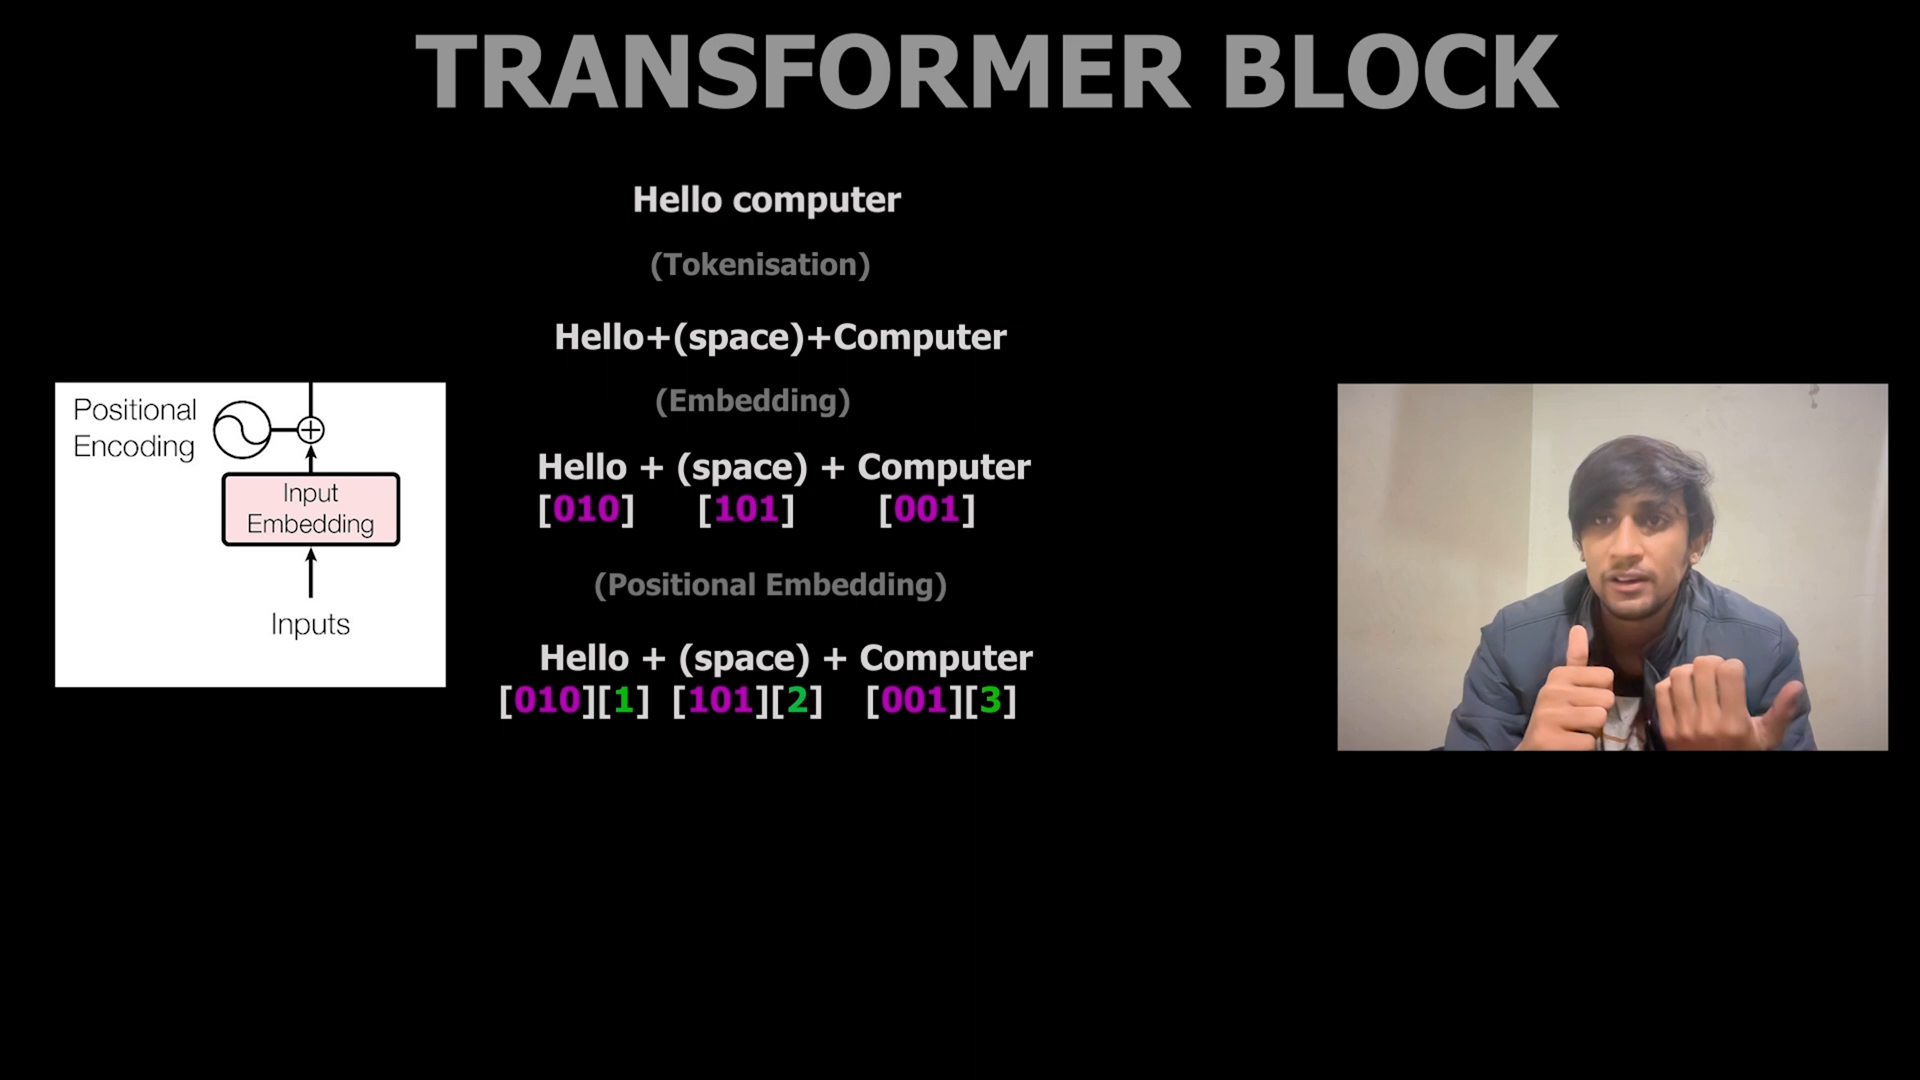 TRANSFORMER BLOCK
Hello computer
(Tokenisation)
Hello+(space)+Computer
(Embedding)
Hello + (space) + Computer
[010] [101] [001]
(Positional Embedding)
Hello + (space) + Computer
[010][1] [101][2] [001][3]
Positional
Encoding
Input
Embedding
Inputs